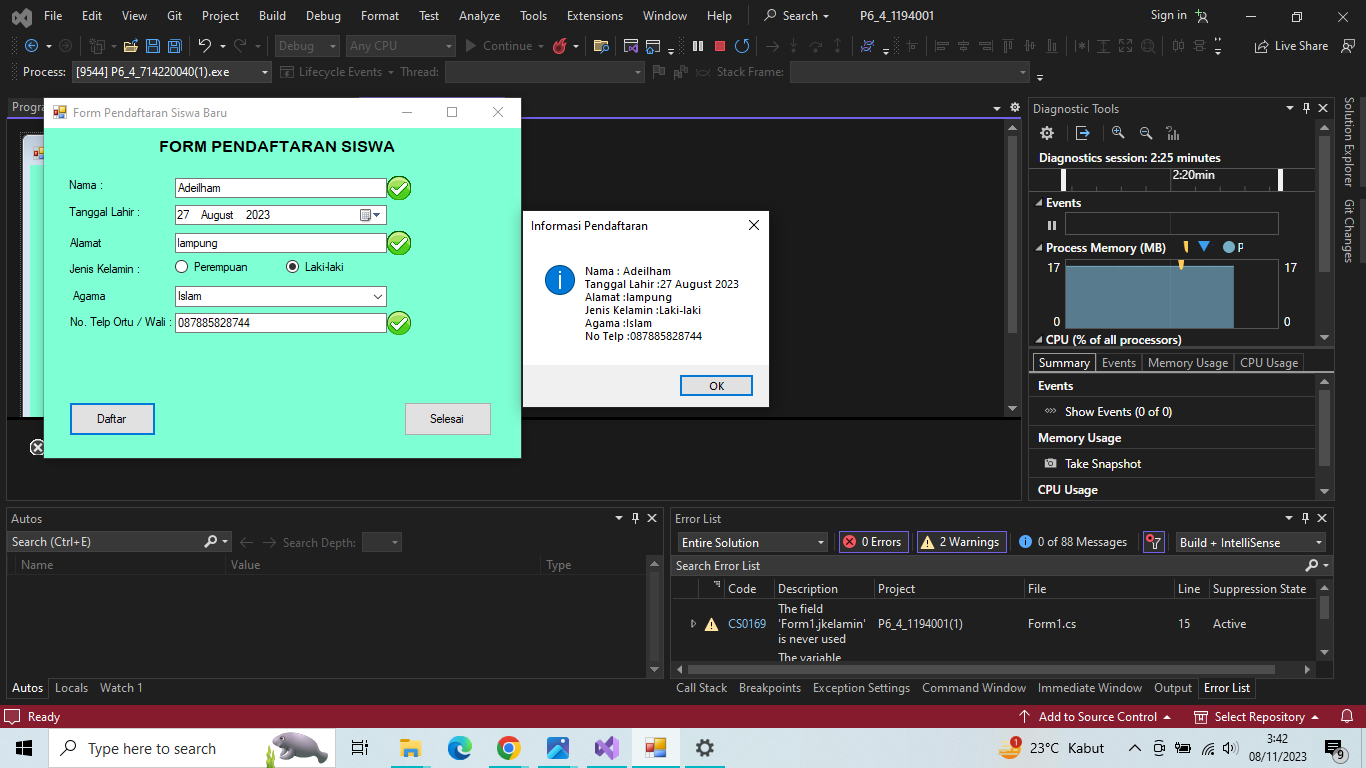 File Edit View Git Project Build Debug Format Test Analyze Tools Extensions Window Help Search P6_4_1194001 Sign in
Debug Any CPU Continue Live Share
Process: [9544] P6_4_714220040(1).exe Lifecycle Events Thread: Stack Frame:
Progra
Form Pendaftaran Siswa Baru
FORM PENDAFTARAN SISWA
Nama : Adeilham
Tanggal Lahir : 27 August 2023
Alamat lampung
Jenis Kelamin : Perempuan Laki-laki
Agama Islam
No. Telp Ortu / Wali : 087885828744
Daftar Selesai
Informasi Pendaftaran
Nama : Adeilham
Tanggal Lahir :27 August 2023
Alamat :lampung
Jenis Kelamin :Laki-laki
Agama :Islam
No Telp :087885828744
OK
Diagnostic Tools
Diagnostics session: 2:25 minutes
2:20min
Events
Process Memory (MB) P
17 17
0 0
CPU (% of all processors)
Summary Events Memory Usage CPU Usage
Events
Show Events (0 of 0)
Memory Usage
Take Snapshot
CPU Usage
Solution Explorer
Git Changes
Autos
Search (Ctrl+E) Search Depth:
Name Value Type
Autos Locals Watch 1
Error List
Entire Solution 0 Errors 2 Warnings 0 of 88 Messages Build + IntelliSense
Search Error List
Code Description Project File Line Suppression State
CS0169 The field 'Form1.jkelamin' is never used P6_4_1194001(1) Form1.cs 15 Active
The variable
Call Stack Breakpoints Exception Settings Command Window Immediate Window Output Error List
Ready Add to Source Control Select Repository
Type here to search 1 23°C Kabut 3:42
08/11/2023 9